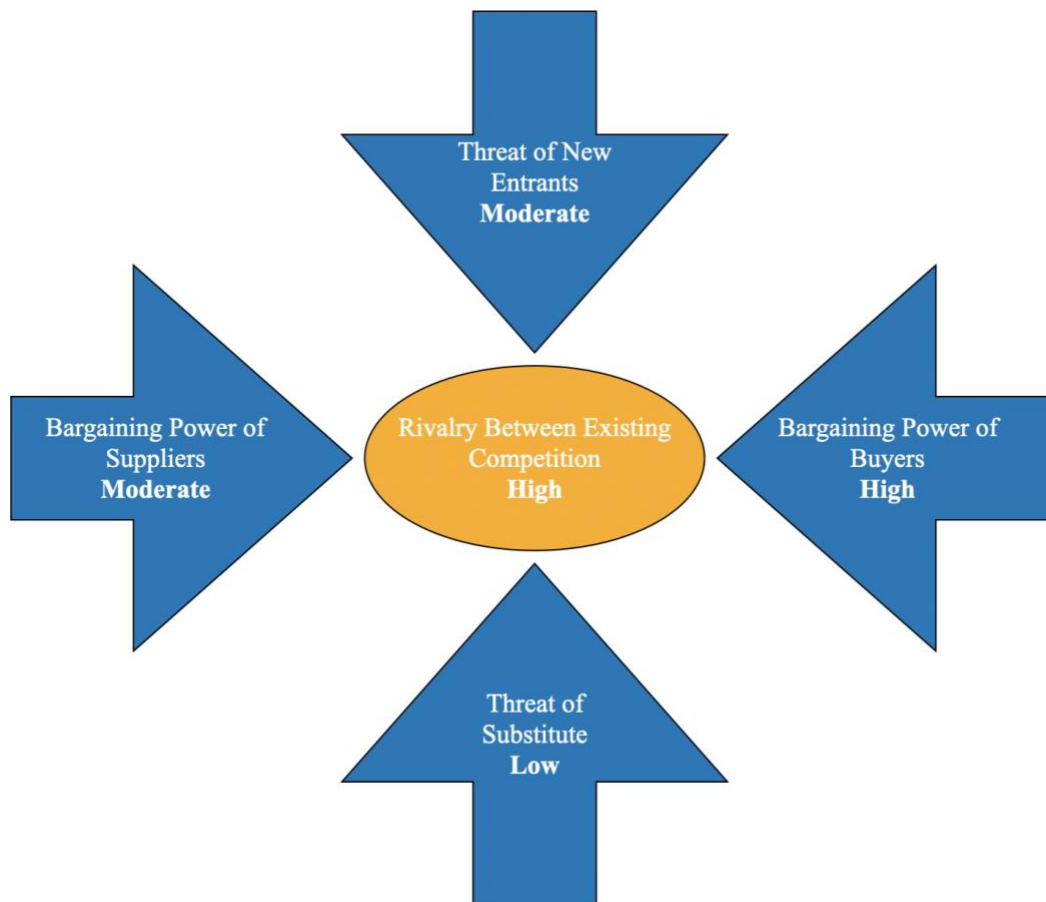 Threat of New
Entrants
Moderate
Bargaining Power of
Suppliers
Moderate
Rivalry Between Existing
Competition
High
Bargaining Power of
Buyers
High
Threat of
Substitute
Low